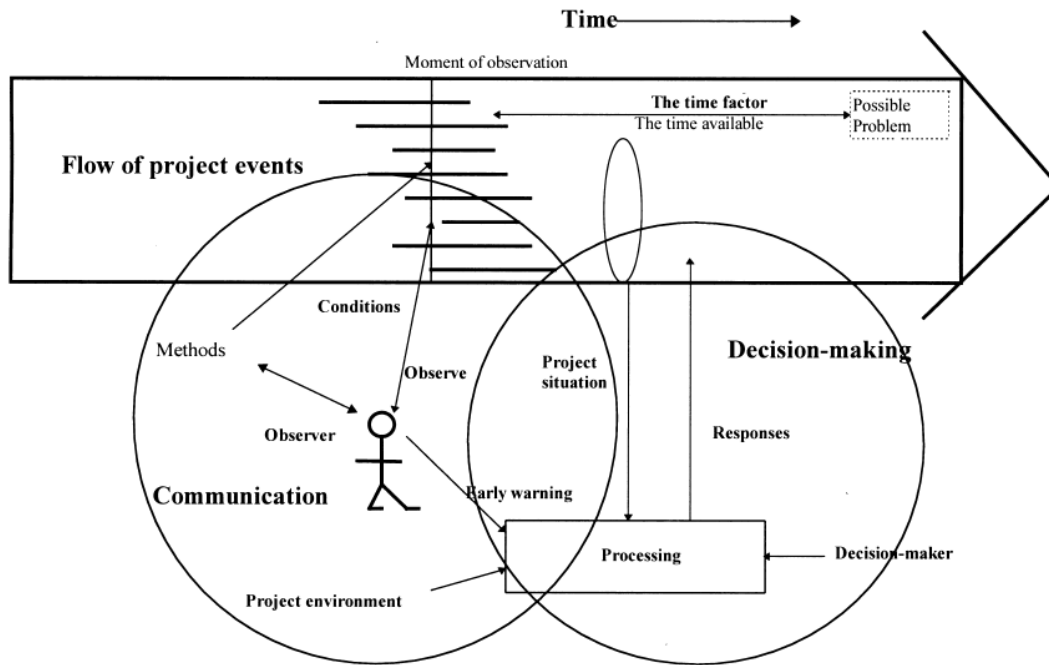 Time
Moment of observation
The time factor
The time available
Possible
Problem
Flow of project events
Conditions
Methods
Observe
Project
situation
Decision-making
Observer
Responses
Communication
Early warning
Processing
Decision-maker
Project environment